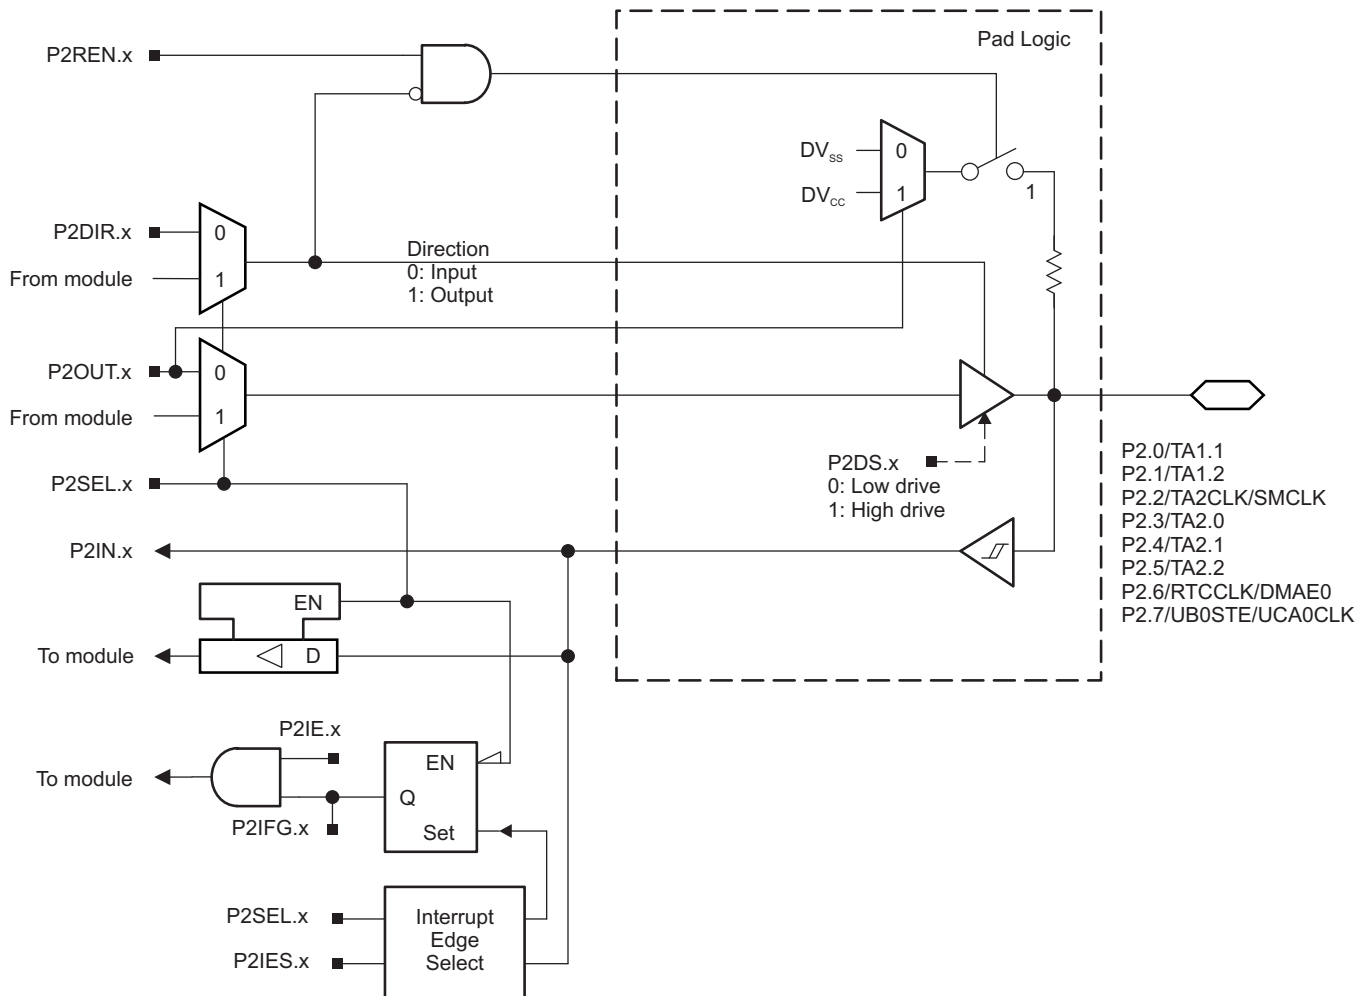 Pad Logic
P2REN.x
DVSS
0
DVCC
1
1
P2DIR.x
0
From module
1
Direction
0: Input
1: Output
P2OUT.x
0
From module
1
P2SEL.x
P2DS.x
0: Low drive
1: High drive
P2IN.x
P2.0/TA1.1
P2.1/TA1.2
P2.2/TA2CLK/SMCLK
P2.3/TA2.0
P2.4/TA2.1
P2.5/TA2.2
P2.6/RTCCLK/DMAE0
P2.7/UB0STE/UCA0CLK
EN
To module
D
P2IE.x
EN
To module
Q
P2IFG.x
Set
P2SEL.x
P2IES.x
Interrupt
Edge
Select